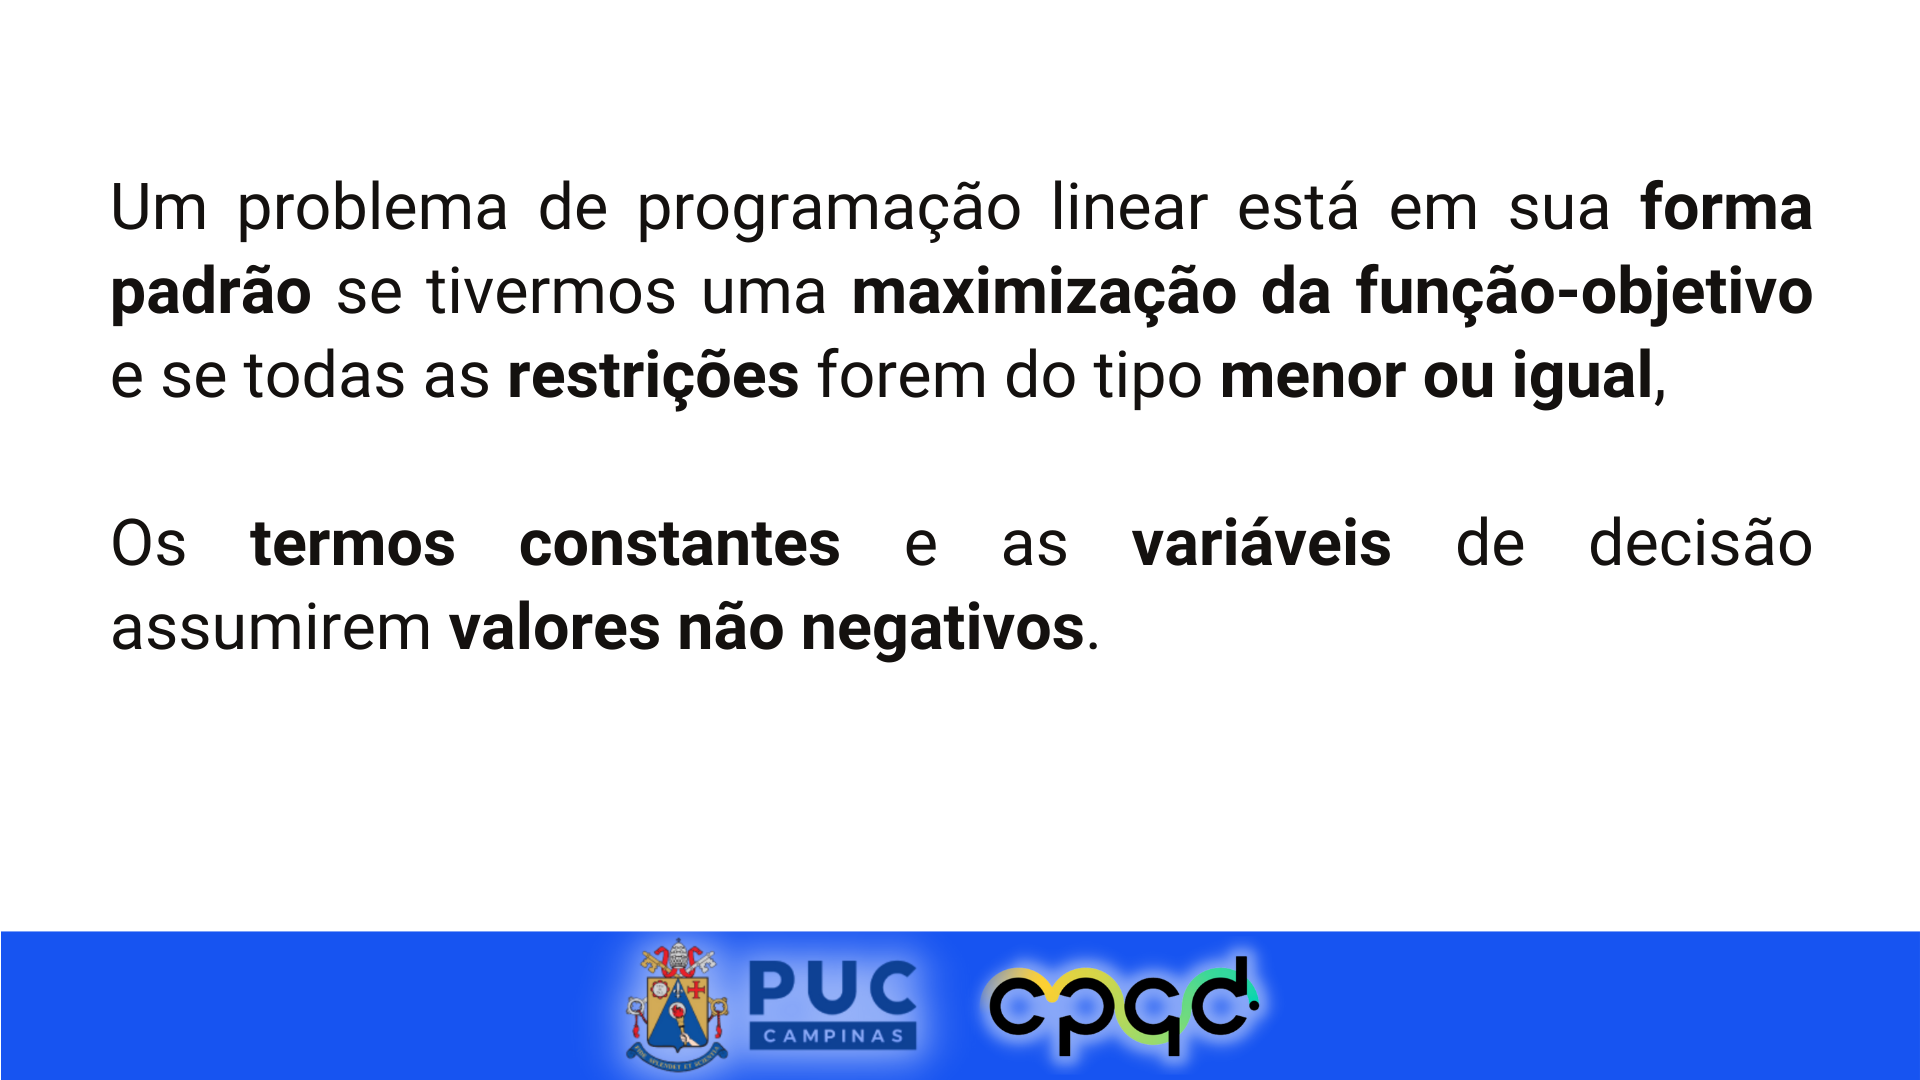 Um problema de programação linear está em sua forma
padrão se tivermos uma maximização da função-objetivo
e se todas as restrições forem do tipo menor ou igual,
Os termos constantes e as variáveis de decisão
assumirem valores não negativos.
PUC
CAMPINAS
cpqd